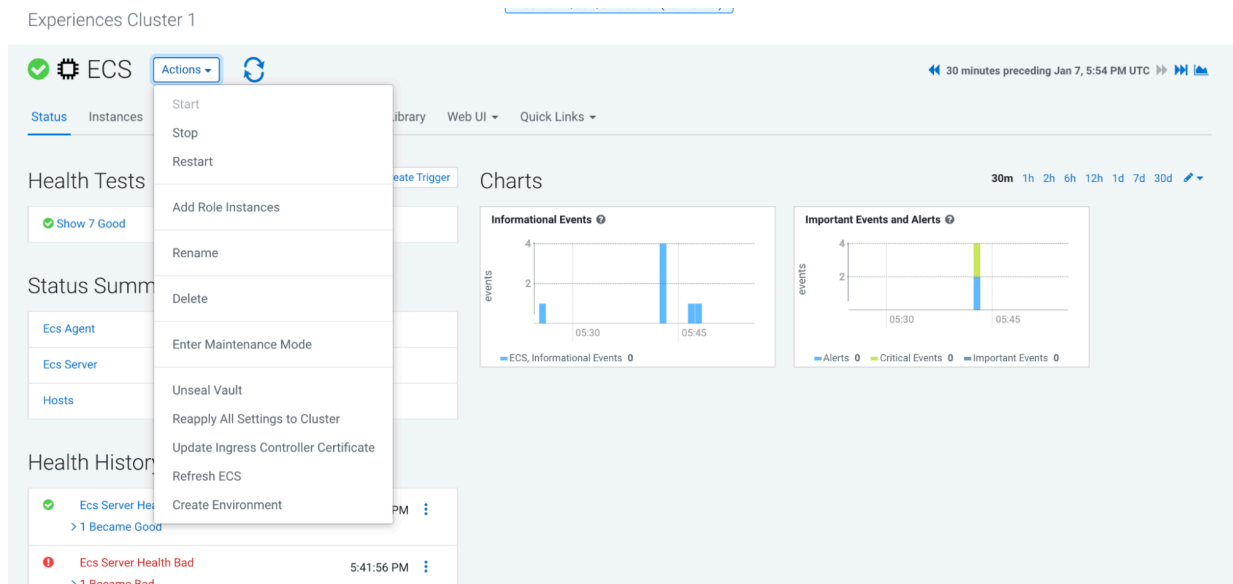 Experiences Cluster 1
ECS
Actions
30 minutes preceding Jan 7, 5:54 PM UTC
Status
Instances
Web UI
Quick Links
Start
Stop
Restart
Add Role Instances
Rename
Delete
Enter Maintenance Mode
Unseal Vault
Reapply All Settings to Cluster
Update Ingress Controller Certificate
Refresh ECS
Create Environment
Health Tests
Trigger
Show 7 Good
Status
Ecs Agent
Ecs Server
Hosts
Health
Ecs Server
PM
> 1 Became Good
Ecs Server Health Bad
5:41:56 PM
> 1 Became Bad
Charts
30m 1h 2h 6h 12h 1d 7d 30d
Informational Events
events
4
2
05:30
05:45
ECS, Informational Events 0
Important Events and Alerts
events
4
2
05:30
05:45
Alerts 0 Critical Events 0 Important Events 0